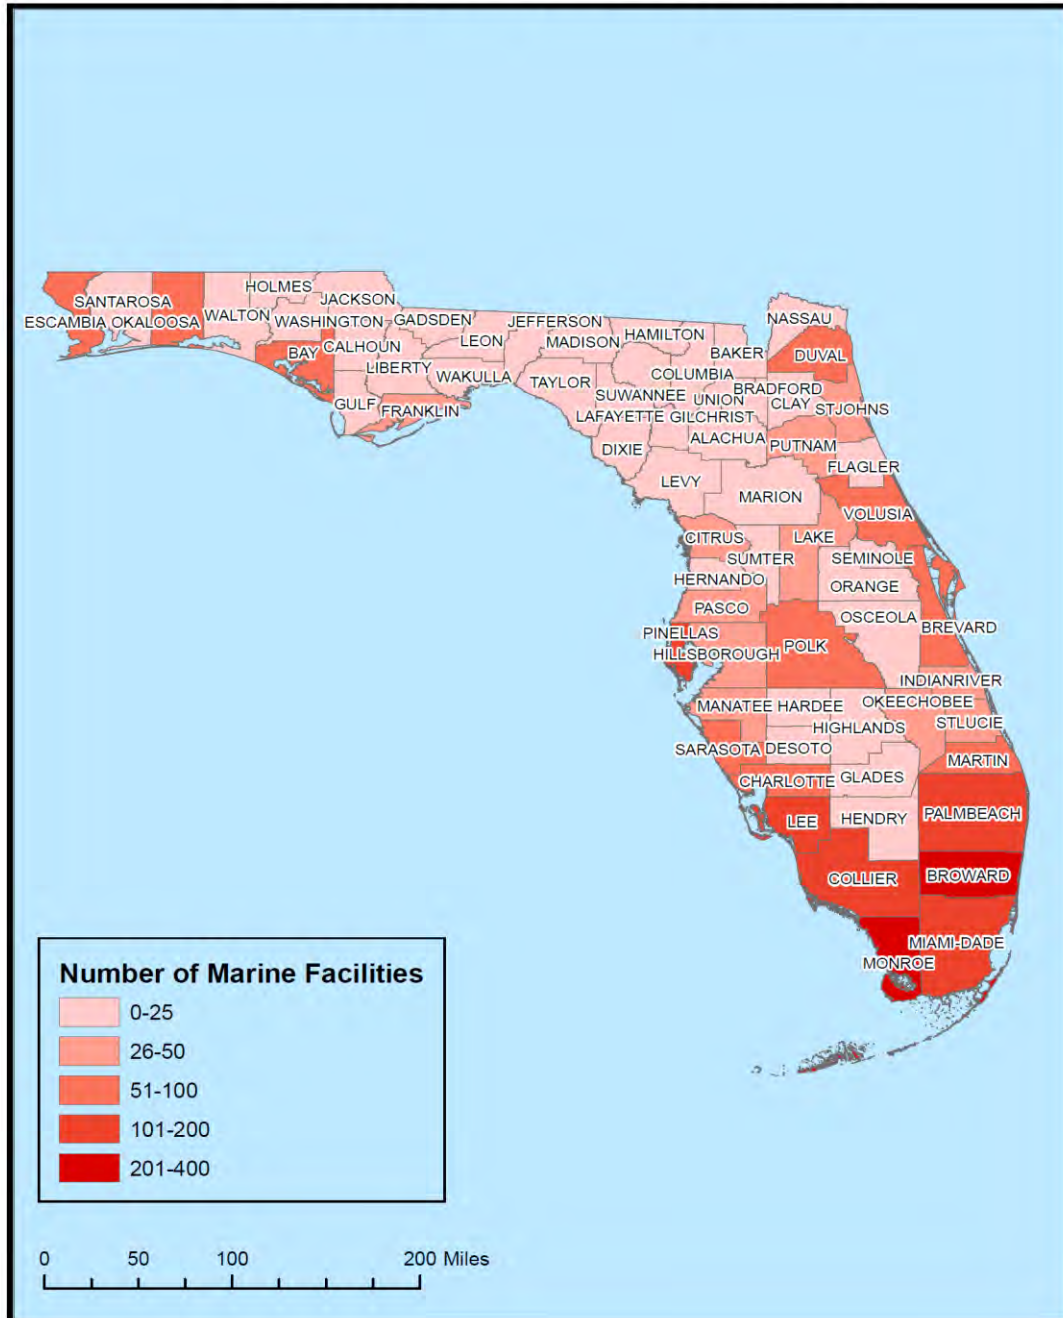 HOLMES
SANTAROSA
JACKSON
ESCAMBIA OKALOOSA
WALTON
WASHINGTON
GADSDEN
JEFFERSON
NASSAU
BAY
CALHOUN
LEON
MADISON
HAMILTON
BAKER
DUVAL
LIBERTY
WAKULLA
TAYLOR
COLUMBIA
SUWANNEE
UNION
BRADFORD
GULF
FRANKLIN
LAFAYETTE
GILCHRIST
CLAY
STJOHNS
DIXIE
ALACHUA
PUTNAM
FLAGLER
LEVY
MARION
VOLUSIA
CITRUS
LAKE
SUMTER
SEMINOLE
HERNANDO
ORANGE
PASCO
OSCEOLA
BREVARD
PINELLAS
HILLSBOROUGH
POLK
INDIANRIVER
MANATEE
HARDEE
OKEECHOBEE
HIGHLANDS
STLUCIE
SARASOTA
DESOTO
MARTIN
CHARLOTTE
GLADES
LEE
HENDRY
PALMBEACH
COLLIER
BROWARD
MIAMI-DADE
MONROE
Number of Marine Facilities
0-25
26-50
51-100
101-200
201-400
0 50 100 200 Miles